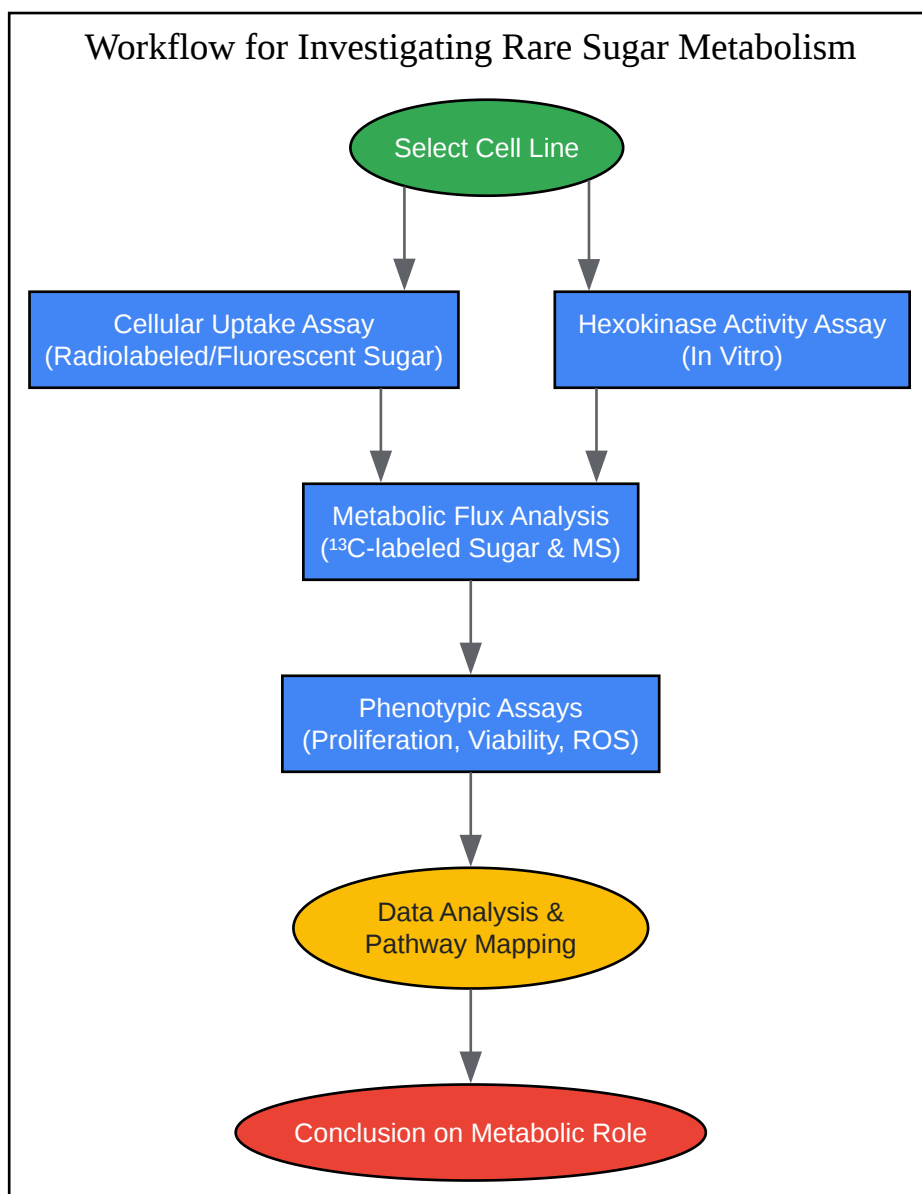 Workflow for Investigating Rare Sugar Metabolism
Select Cell Line
Cellular Uptake Assay
(Radiolabeled/Fluorescent Sugar)
Hexokinase Activity Assay
(In Vitro)
Metabolic Flux Analysis
(¹³C-labeled Sugar & MS)
Phenotypic Assays
(Proliferation, Viability, ROS)
Data Analysis &
Pathway Mapping
Conclusion on Metabolic Role